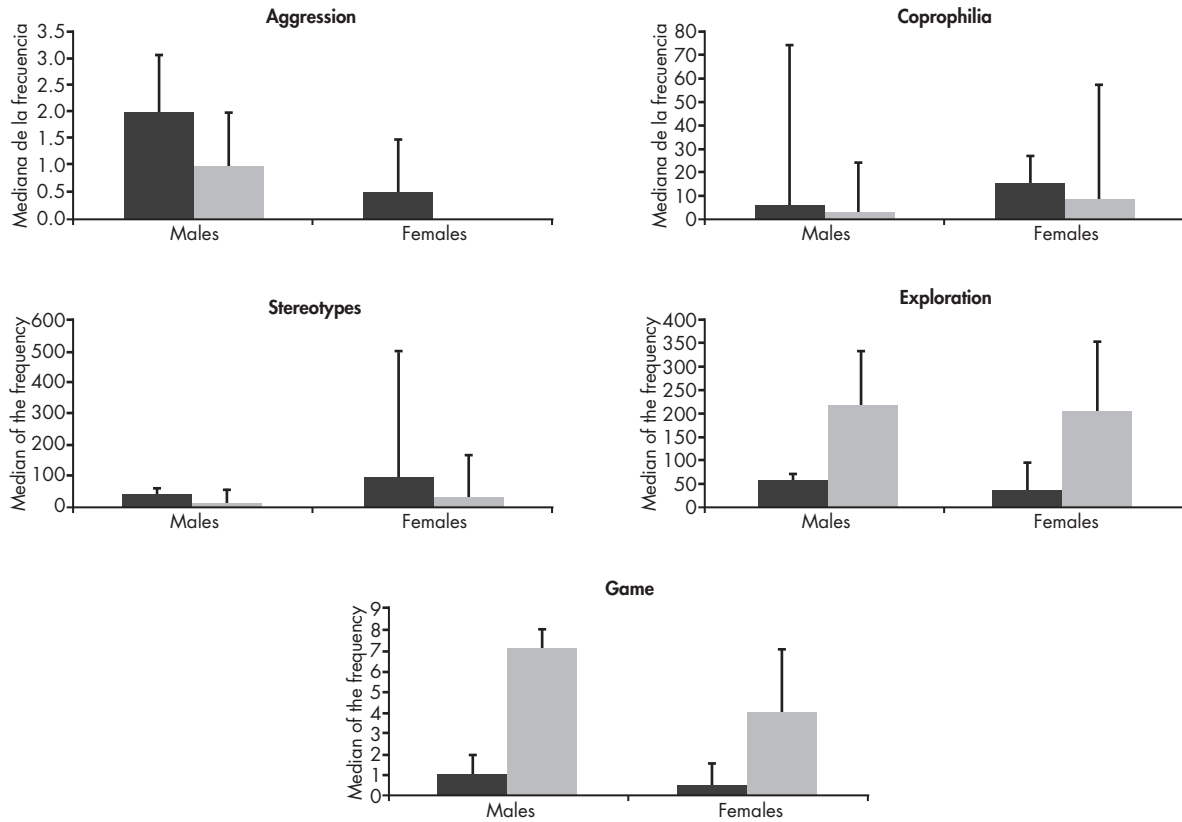 Aggression
Mediana de la frecuencia
3.5
3.0
2.5
2.0
1.5
1.0
0.5
0.0
Males
Females
Coprophilia
Mediana de la frecuencia
80
70
60
50
40
30
20
10
0
Males
Females
Stereotypes
Median of the frequency
600
500
400
300
200
100
0
Males
Females
Exploration
Median of the frequency
400
350
300
250
200
150
100
50
0
Males
Females
Game
Median of the frequency
9
8
7
6
5
4
3
2
1
0
Males
Females